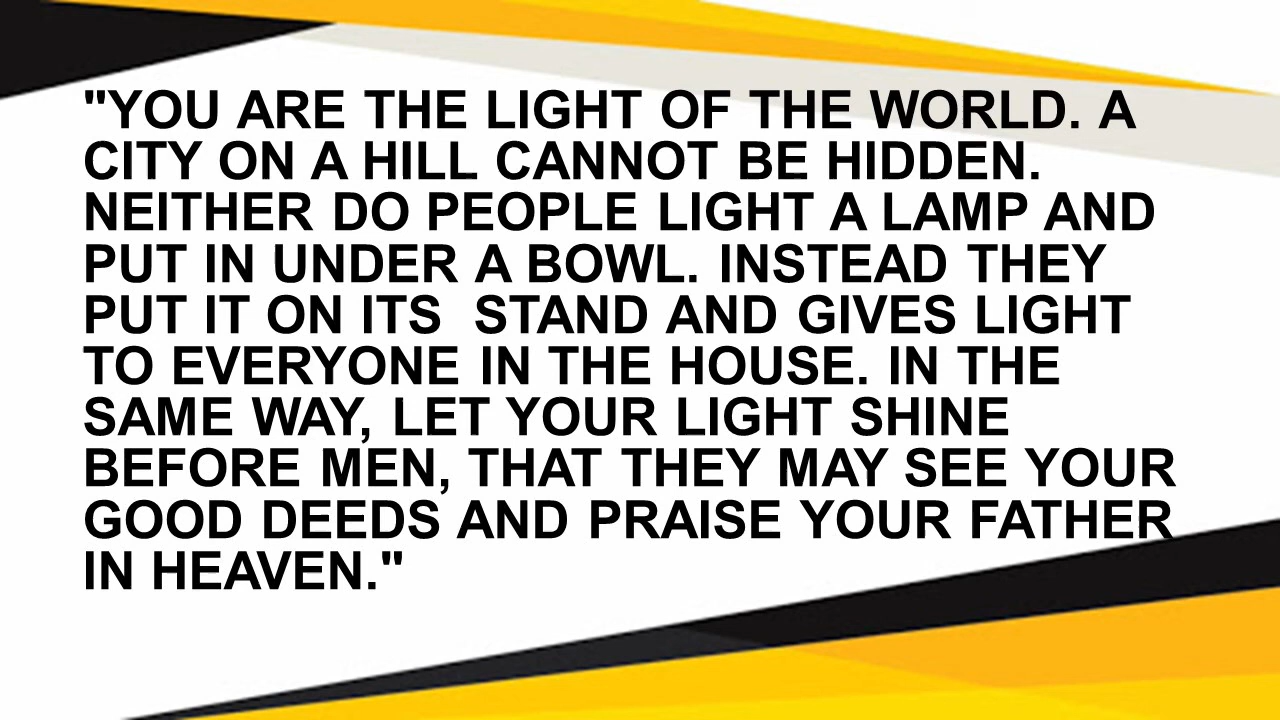 "YOU ARE THE LIGHT OF THE WORLD. A
CITY ON A HILL CANNOT BE HIDDEN.
NEITHER DO PEOPLE LIGHT A LAMP AND
PUT IN UNDER A BOWL. INSTEAD THEY
PUT IT ON ITS  STAND AND GIVES LIGHT
TO EVERYONE IN THE HOUSE. IN THE
SAME WAY, LET YOUR LIGHT SHINE
BEFORE MEN, THAT THEY MAY SEE YOUR
GOOD DEEDS AND PRAISE YOUR FATHER
IN HEAVEN."